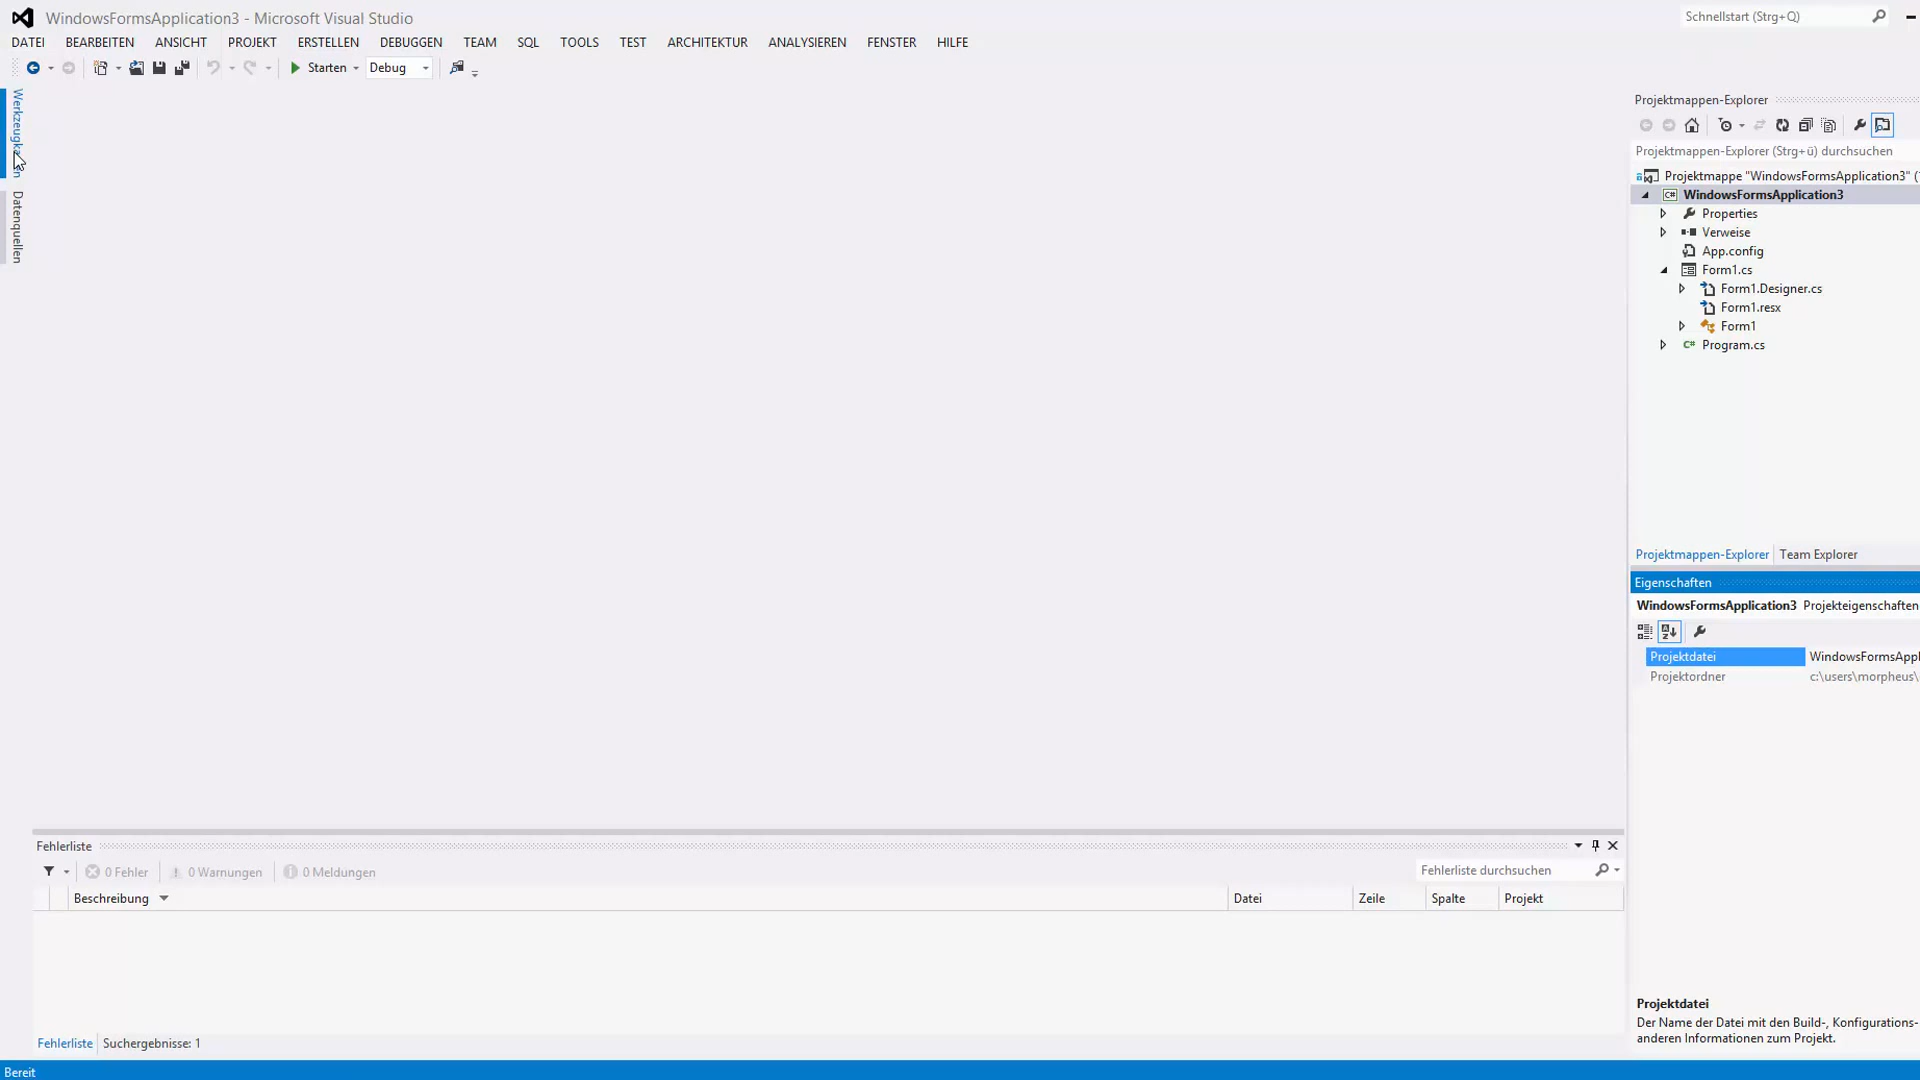 WindowsFormsApplication3 - Microsoft Visual Studio
Schnellstart (Strg+Q)
DATEI BEARBEITEN ANSICHT PROJEKT ERSTELLEN DEBUGGEN TEAM SQL TOOLS TEST ARCHITEKTUR ANALYSIEREN FENSTER HILFE
Starten Debug
Datenquellen
Projektmappen-Explorer
Projektmappen-Explorer (Strg+ü) durchsuchen
Projektmappe "WindowsFormsApplication3" (
WindowsFormsApplication3
Properties
Verweise
App.config
Form1.cs
Form1.Designer.cs
Form1.resx
Form1
Program.cs
Projektmappen-Explorer Team Explorer
Eigenschaften
WindowsFormsApplication3 Projekteigenschaften
Projektdatei WindowsFormsAppl
Projektordner c:\users\morpheus\
Fehlerliste
0 Fehler 0 Warnungen 0 Meldungen
Fehlerliste durchsuchen
Beschreibung Datei Zeile Spalte Projekt
Projektdatei
Der Name der Datei mit den Build-, Konfigurations-
anderen Informationen zum Projekt.
Fehlerliste Suchergebnisse: 1
Bereit